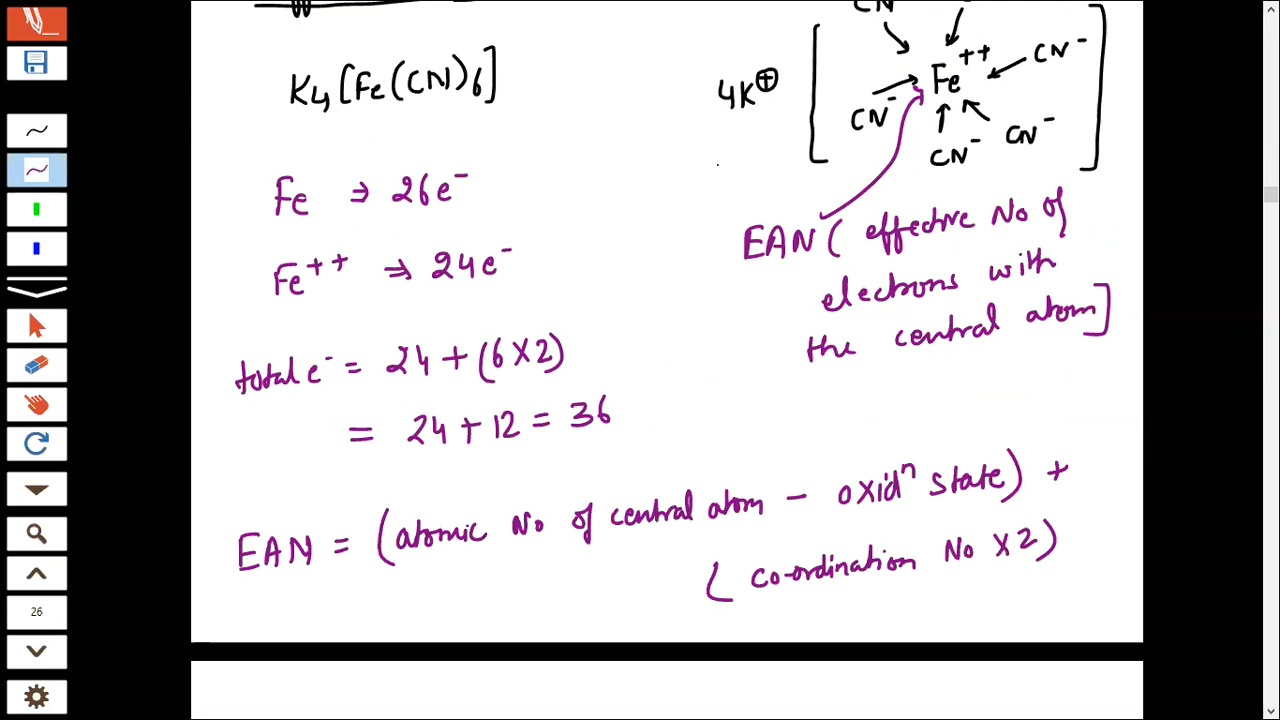 CN
K4[Fe(CN)6]
4K⊕ [ Fe++ ]
CN⁻
CN⁻
CN⁻
CN⁻
Fe ⇒ 26e⁻
Fe++ ⇒ 24e⁻
EAN ( effective No of
electrons with
the central atom]
total e⁻ = 24 + (6 X 2)
= 24 + 12 = 36
EAN = (atomic No of central atom - oxidⁿ state) +
( co-ordination No X 2)
26